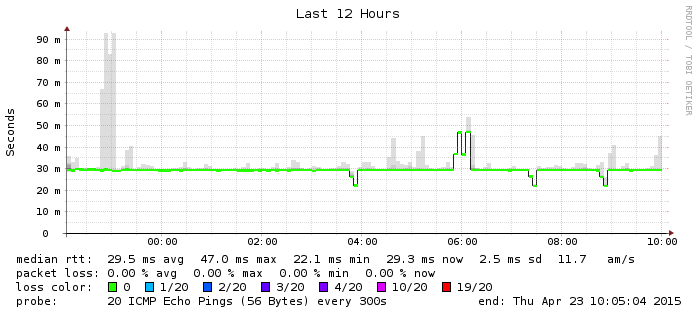 Last 12 Hours
RRDTOOL / TOBI OETIKER
Seconds
90 m
80 m
70 m
60 m
50 m
40 m
30 m
20 m
10 m
0
00:00 02:00 04:00 06:00 08:00 10:00
median rtt: 29.5 ms avg 47.0 ms max 22.1 ms min 29.3 ms now 2.5 ms sd 11.7 am/s
packet loss: 0.00 % avg 0.00 % max 0.00 % min 0.00 % now
loss color: 0 1/20 2/20 3/20 4/20 10/20 19/20
probe: 20 ICMP Echo Pings (56 Bytes) every 300s end: Thu Apr 23 10:05:04 2015